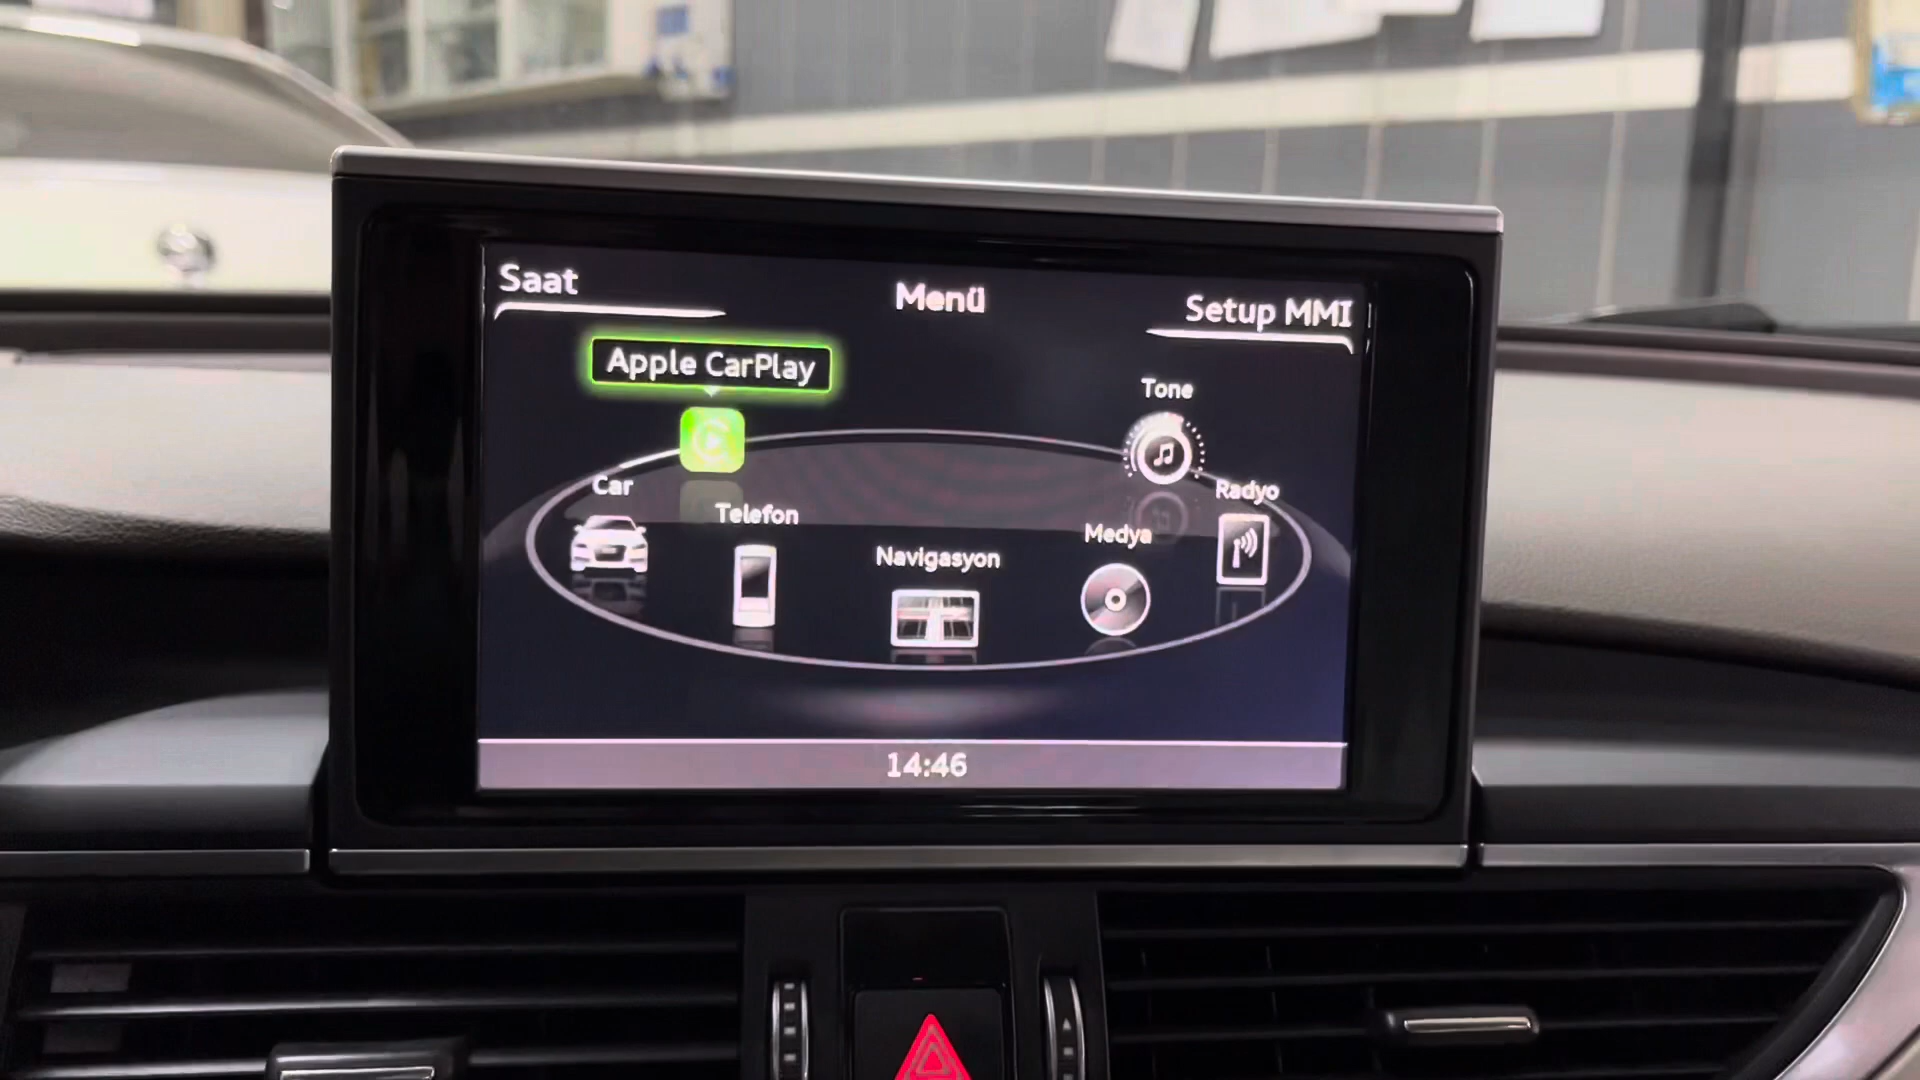 Saat
Menü
Setup MMI
Apple CarPlay
Tone
Car
Radyo
Telefon
Medya
Navigasyon
14:46